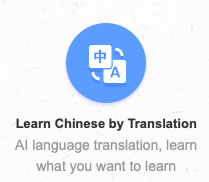 中
A
Learn Chinese by Translation
AI language translation, learn
what you want to learn